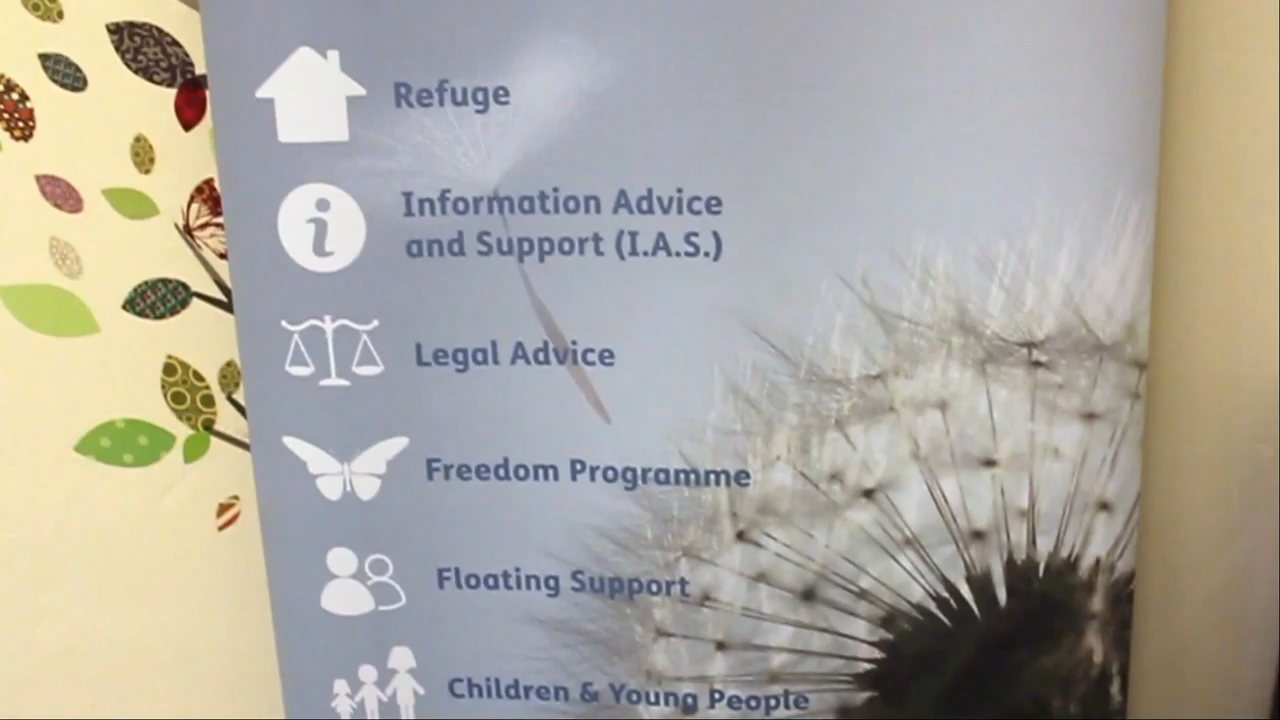 Refuge
Information Advice
and Support (I.A.S.)
Legal Advice
Freedom Programme
Floating Support
Children & Young People